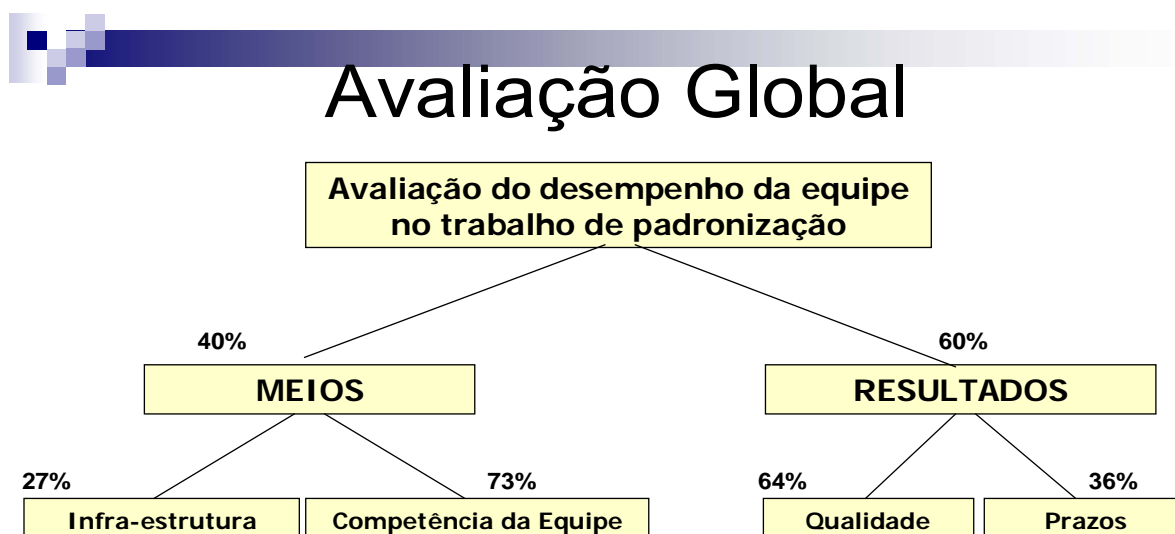 Avaliação Global
Avaliação do desempenho da equipe
no trabalho de padronização
40%
60%
MEIOS
RESULTADOS
27%
73%
64%
36%
Infra-estrutura
Competência da Equipe
Qualidade
Prazos